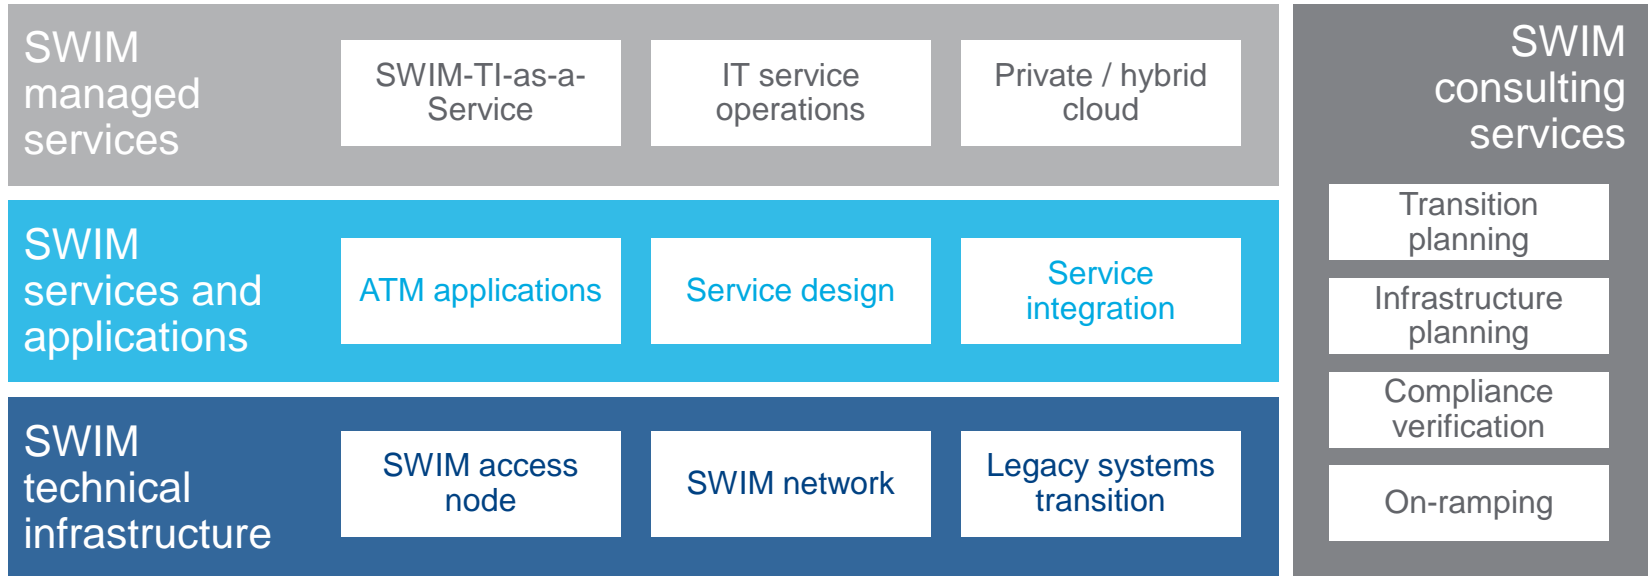 SWIM
managed
services
SWIM-TI-as-a-
Service
IT service
operations
Private / hybrid
cloud
SWIM
services and
applications
ATM applications
Service design
Service
integration
SWIM
technical
infrastructure
SWIM access
node
SWIM network
Legacy systems
transition
SWIM
consulting
services
Transition
planning
Infrastructure
planning
Compliance
verification
On-ramping